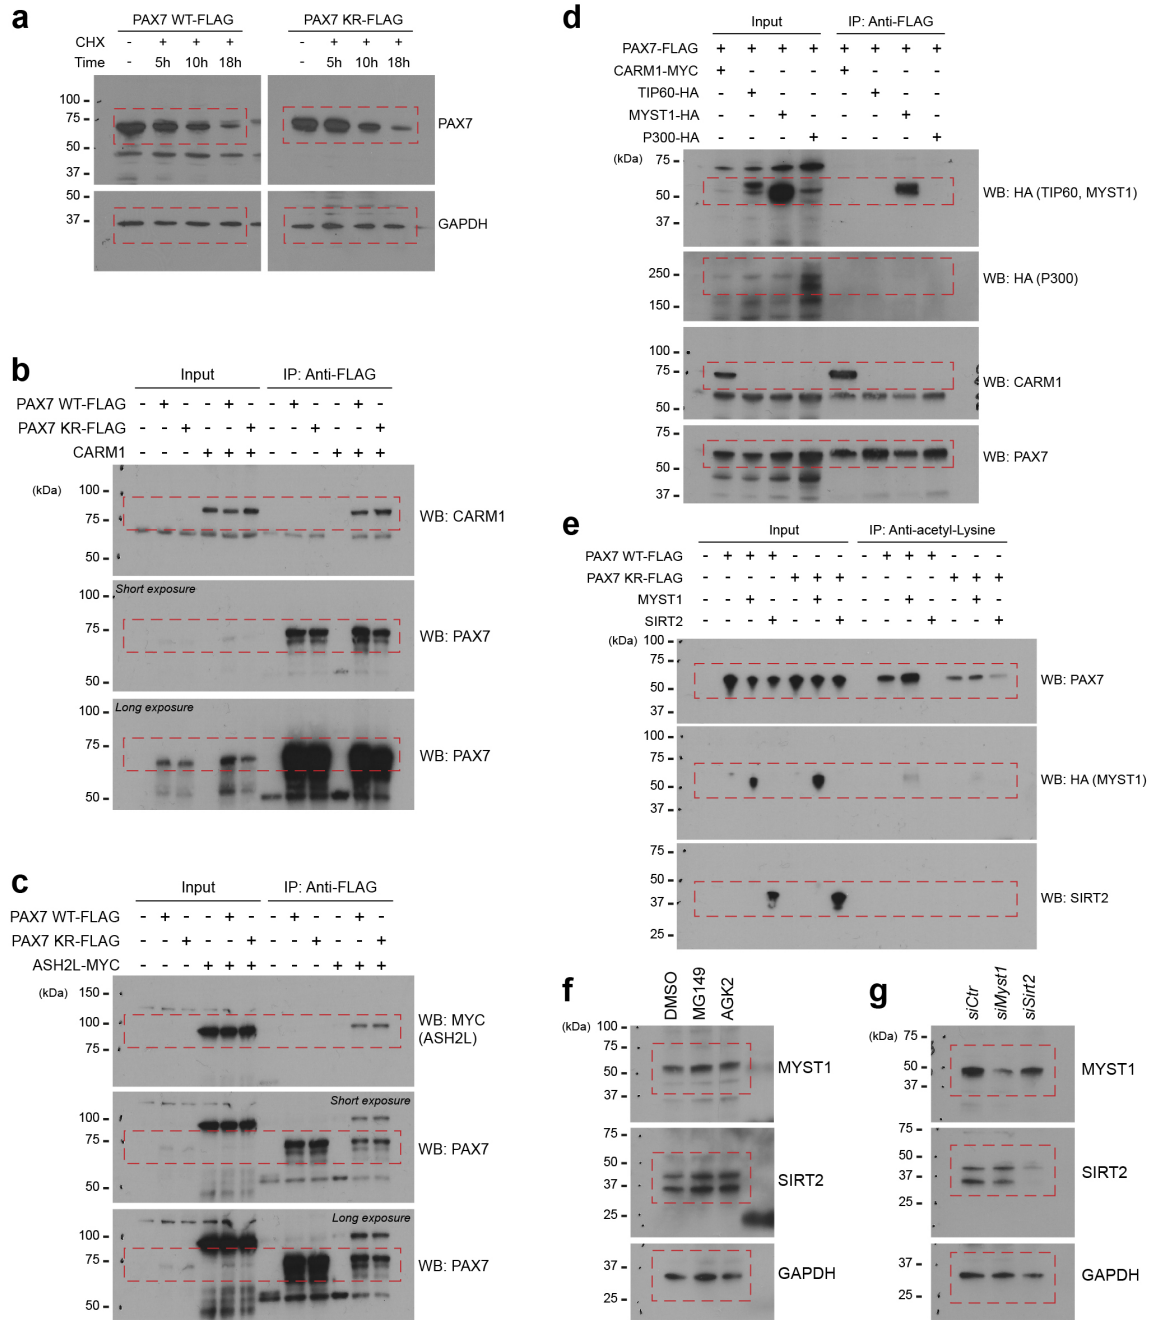 a
PAX7 WT-FLAG PAX7 KR-FLAG
CHX - + + + - + + +
Time - 5h 10h 18h - 5h 10h 18h
100
75
50
37
PAX7
50
37
GAPDH
b
Input IP: Anti-FLAG
PAX7 WT-FLAG - + - - + - - + - - + -
PAX7 KR-FLAG - - + - - + - - + - - +
CARM1 - - - + + + - - - + + +
(kDa)
100
75
50
WB: CARM1
Short exposure
100
75
50
WB: PAX7
Long exposure
100
75
50
WB: PAX7
c
Input IP: Anti-FLAG
PAX7 WT-FLAG - + - - + - - + - - + -
PAX7 KR-FLAG - - + - - + - - + - - +
ASH2L-MYC - - - + + + - - - + + +
(kDa)
150
100
75
WB: MYC
(ASH2L)
Short exposure
100
75
50
WB: PAX7
Long exposure
100
75
50
WB: PAX7
d
Input IP: Anti-FLAG
PAX7-FLAG + + + + + + + +
CARM1-MYC + - - - + - - -
TIP60-HA - + - - - + - -
MYST1-HA - - + - - - + -
P300-HA - - - + - - - +
(kDa)
75
50
37
WB: HA (TIP60, MYST1)
250
150
WB: HA (P300)
100
75
50
WB: CARM1
75
50
37
WB: PAX7
e
Input IP: Anti-acetyl-Lysine
PAX7 WT-FLAG - + + + - - - - + + + - - -
PAX7 KR-FLAG - - - - + + + - - - - + + +
MYST1 - - + - - + - - - + - - + -
SIRT2 - - - + - - + - - - + - - +
(kDa)
100
75
50
37
WB: PAX7
100
75
50
37
WB: HA (MYST1)
75
50
37
25
WB: SIRT2
f
DMSO MG149 AGK2
(kDa)
100
75
50
37
MYST1
50
37
25
SIRT2
37
25
GAPDH
g
siCtr siMyst1 siSirt2
(kDa)
75
50
37
MYST1
75
50
37
25
SIRT2
37
25
GAPDH